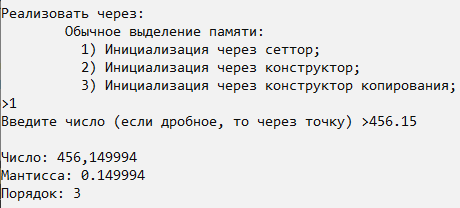 Реализовать через:
Обычное выделение памяти:
1) Инициализация через сеттор;
2) Инициализация через конструктор;
3) Инициализация через конструктор копирования;
>1
Введите число (если дробное, то через точку) >456.15
Число: 456,149994
Мантисса: 0.149994
Порядок: 3